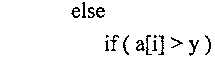 else
if ( a[i] > y )